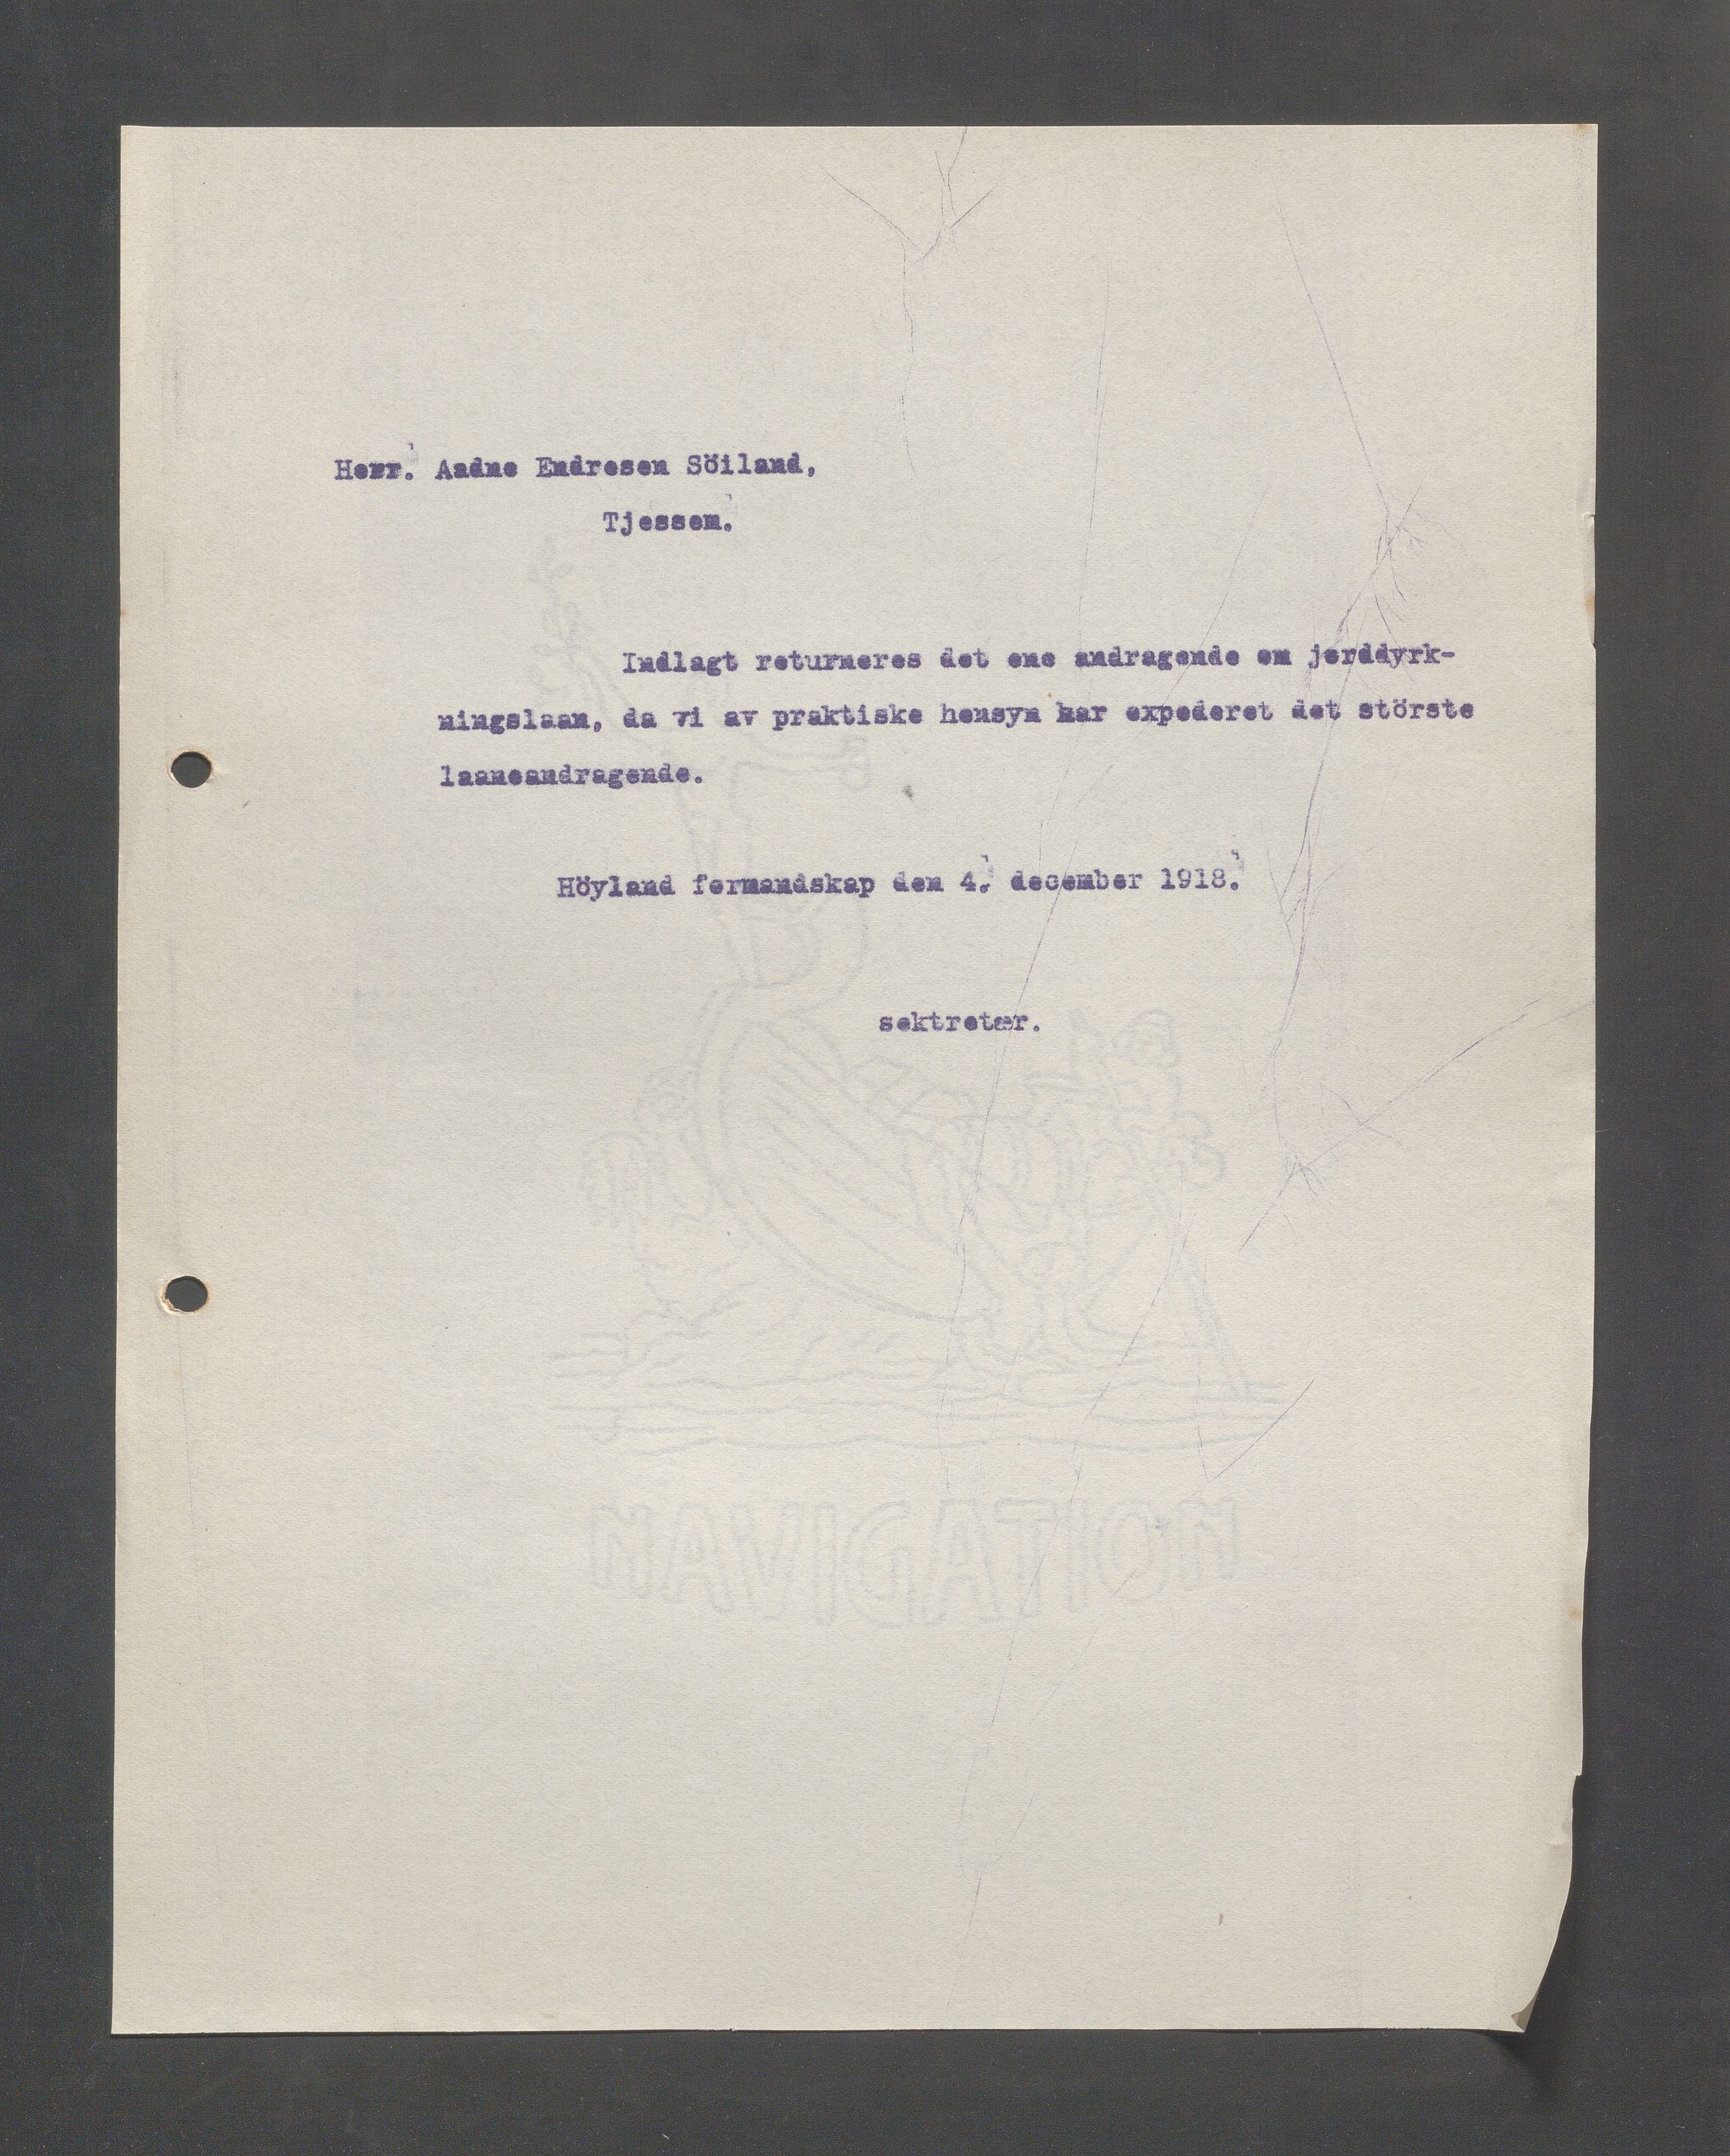 Herr. Aadne Endresen Söiland,
Tjessem.
Indlagt returneres det ene andragende om jorddyrk-
ningslaan, da vi av praktiske hensyn har expederet det störste
laaneandragende.
Höyland formandskap den 4. december 1918.
sektretær.
NAVIGATION